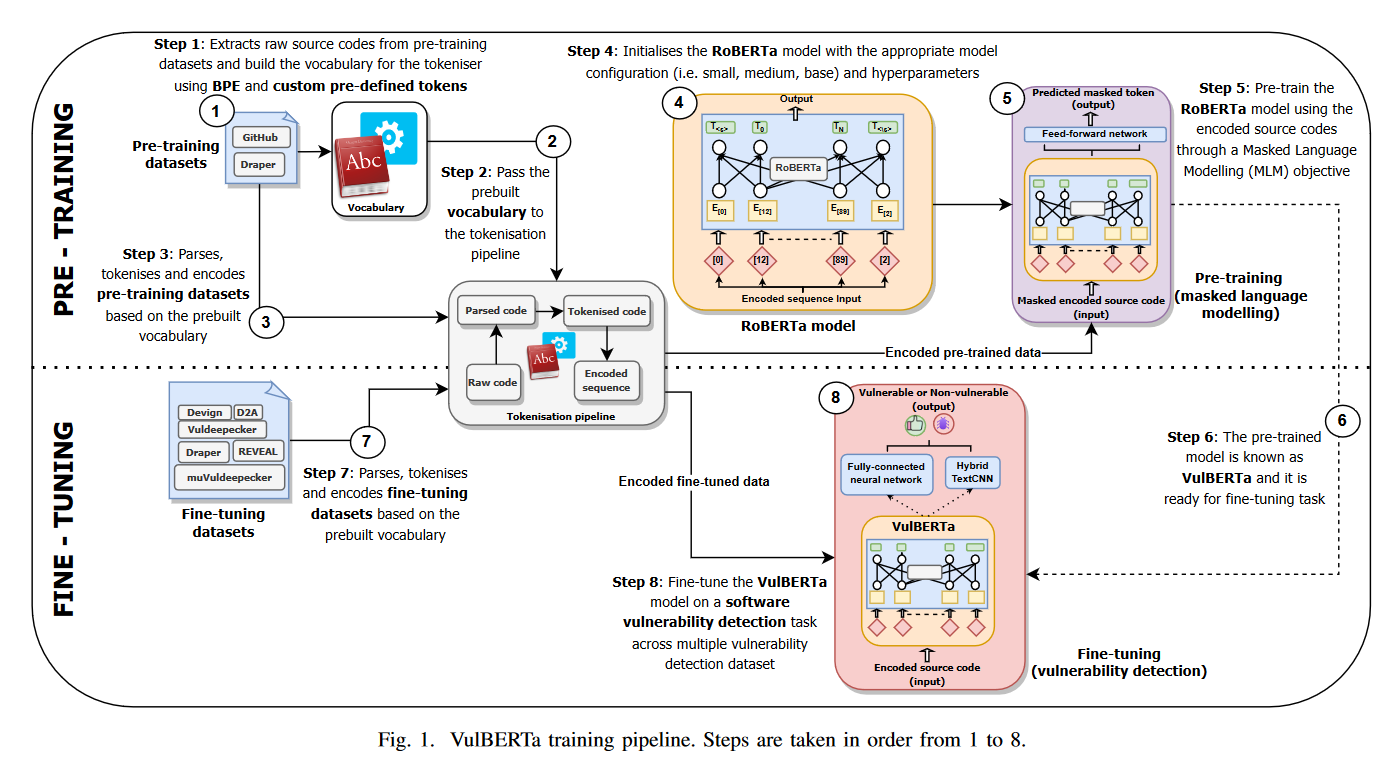 PRE - TRAINING
Step 1: Extracts raw source codes from pre-training
datasets and build the vocabulary for the tokeniser
using BPE and custom pre-defined tokens
1
Pre-training
datasets
GitHub
Draper
Abc
Vocabulary
2
Step 2: Pass the
prebuilt
vocabulary to
the tokenisation
pipeline
Step 3: Parses,
tokenises and encodes
pre-training datasets
based on the prebuilt
vocabulary
3
Parsed code
Tokenised code
Abc
Raw code
Encoded
sequence
Tokenisation pipeline
Step 4: Initialises the RoBERTa model with the appropriate model
configuration (i.e. small, medium, base) and hyperparameters
4
Output
T<s> T0 TN T<\s>
RoBERTa
E[0] E[12] E[89] E[2]
[0] [12] [89] [2]
Encoded sequence Input
RoBERTa model
5
Predicted masked token
(output)
Feed-forward network
Masked encoded source code
(input)
Step 5: Pre-train the
RoBERTa model using the
encoded source codes
through a Masked Language
Modelling (MLM) objective
Pre-training
(masked language
modelling)
Encoded pre-trained data
6
Step 6: The pre-trained
model is known as
VulBERTa and it is
ready for fine-tuning task
FINE - TUNING
Devign D2A
Vuldeepecker
Draper REVEAL
muVuldeepecker
Fine-tuning
datasets
7
Step 7: Parses, tokenises
and encodes fine-tuning
datasets based on the
prebuilt vocabulary
Encoded fine-tuned data
Step 8: Fine-tune the VulBERTa
model on a software
vulnerability detection task
across multiple vulnerability
detection dataset
8
Vulnerable or Non-vulnerable
(output)
Fully-connected
neural network
Hybrid
TextCNN
VulBERTa
Encoded source code
(input)
Fine-tuning
(vulnerability detection)
Fig. 1. VulBERTa training pipeline. Steps are taken in order from 1 to 8.